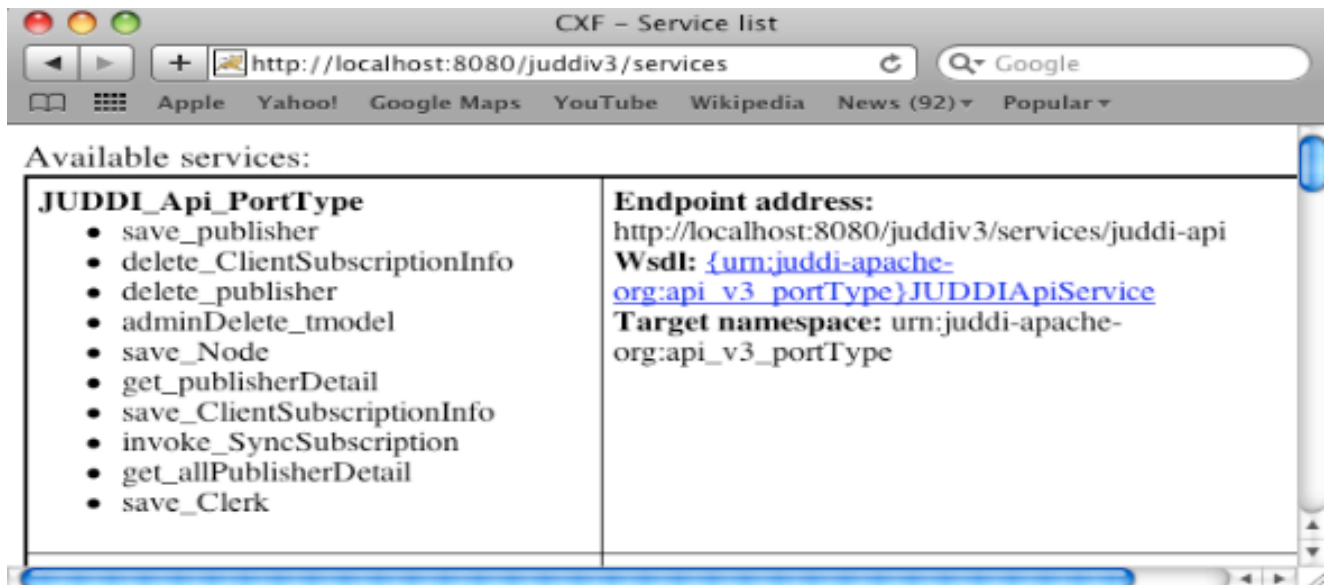 CXF – Service list
http://localhost:8080/juddiv3/services
Google
Apple Yahoo! Google Maps YouTube Wikipedia News (92) Popular
Available services:
JUDDI_Api_PortType
• save_publisher
• delete_ClientSubscriptionInfo
• delete_publisher
• adminDelete_tmodel
• save_Node
• get_publisherDetail
• save_ClientSubscriptionInfo
• invoke_SyncSubscription
• get_allPublisherDetail
• save_Clerk
Endpoint address:
http://localhost:8080/juddiv3/services/juddi-api
Wsdl: {urn:juddi-apache-
org:api_v3_portType}JUDDIApiService
Target namespace: urn:juddi-apache-
org:api_v3_portType